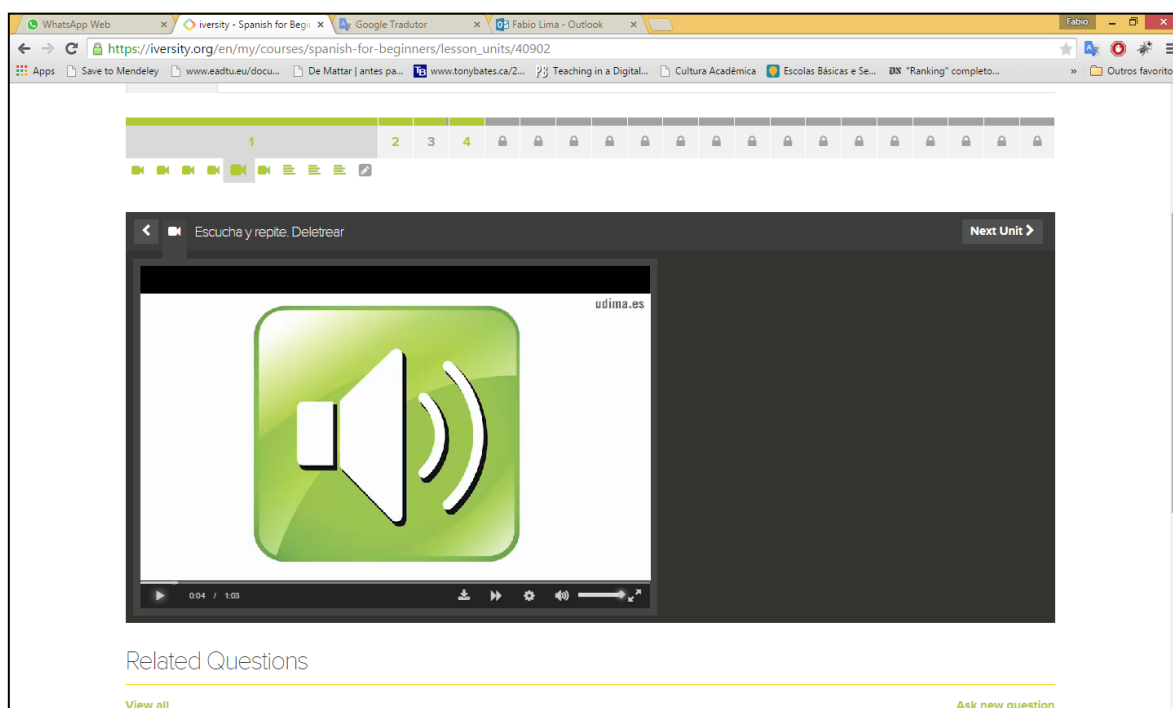 WhatsApp Web
iversity - Spanish for Begi
Google Tradutor
Fabio Lima - Outlook
Fabio
https://iversity.org/en/my/courses/spanish-for-beginners/lesson_units/40902
Apps Save to Mendeley www.eadtu.eu/docu... De Mattar | antes pa... TB www.tonybates.ca/2... Teaching in a Digital... Cultura Acadêmica Escolas Básicas e Se... DN "Ranking" completo... » Outros favorito
1 2 3 4
Escucha y repite. Deletrear
Next Unit
udima.es
0:04 / 1:03
Related Questions
View all
Ask new question